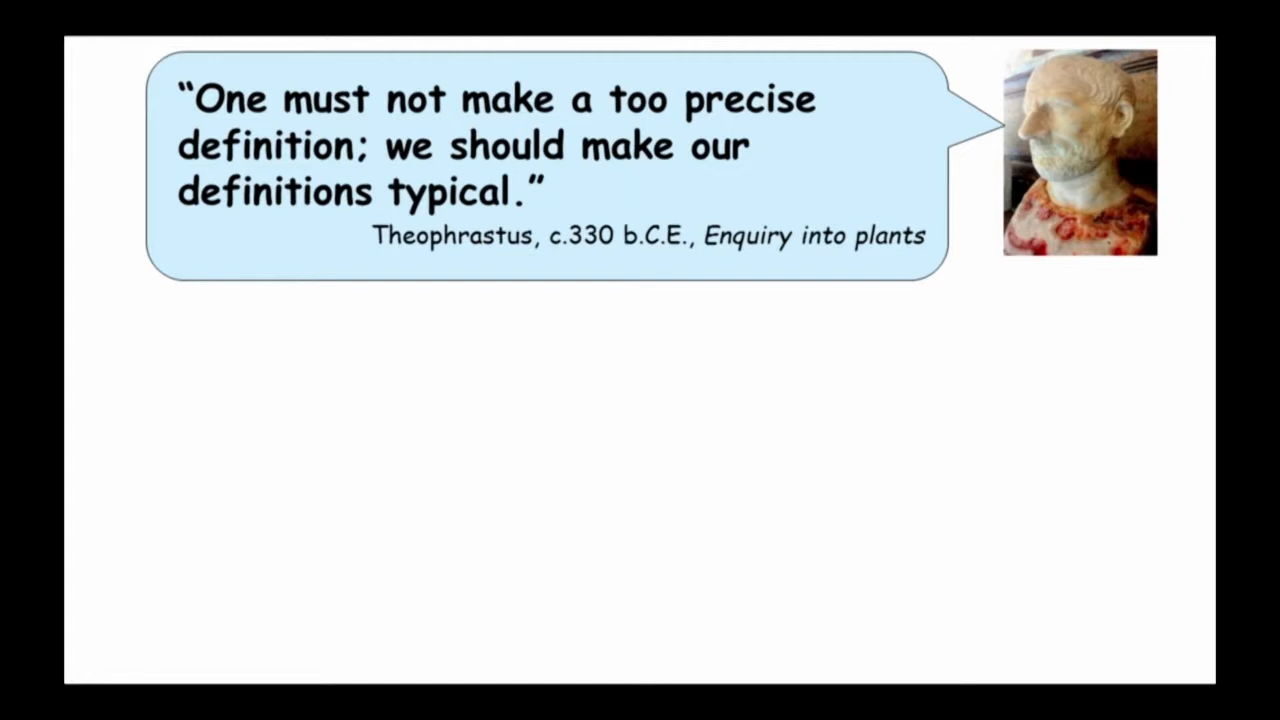 “One must not make a too precise
definition; we should make our
definitions typical.”
Theophrastus, c.330 b.C.E., Enquiry into plants